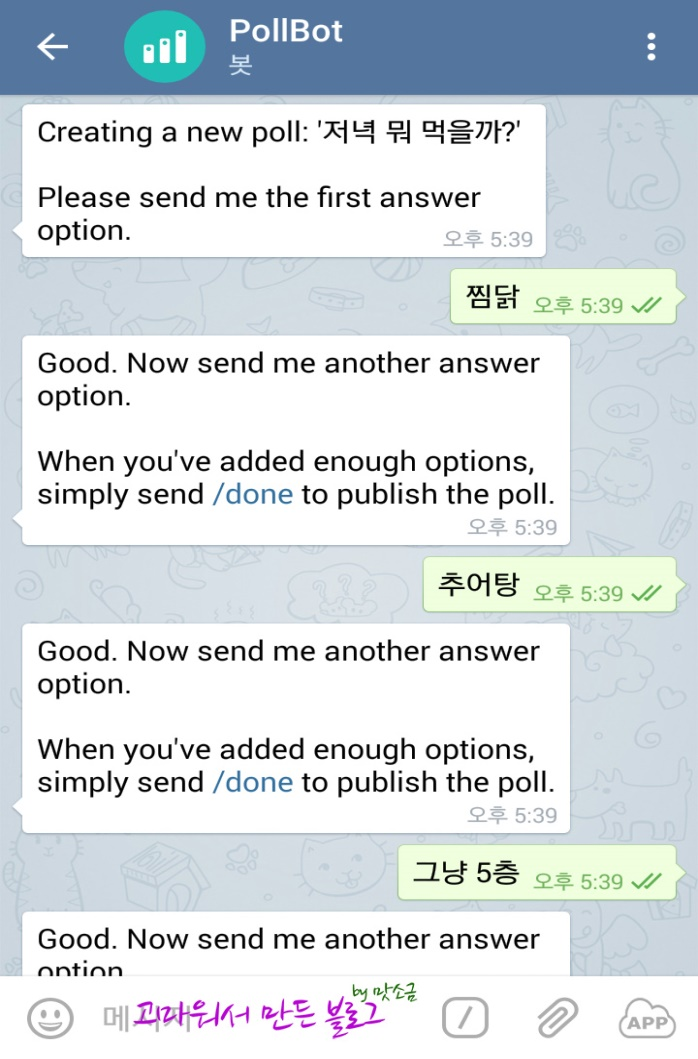 PollBot
봇
Creating a new poll: '저녁 뭐 먹을까?'
Please send me the first answer
option.
오후 5:39
찜닭 오후 5:39
Good. Now send me another answer
option.
When you've added enough options,
simply send /done to publish the poll.
오후 5:39
추어탕 오후 5:39
Good. Now send me another answer
option.
When you've added enough options,
simply send /done to publish the poll.
오후 5:39
그냥 5층 오후 5:39
Good. Now send me another answer
option
by 맛소금
괴라워서 만든 블로그
/
APP